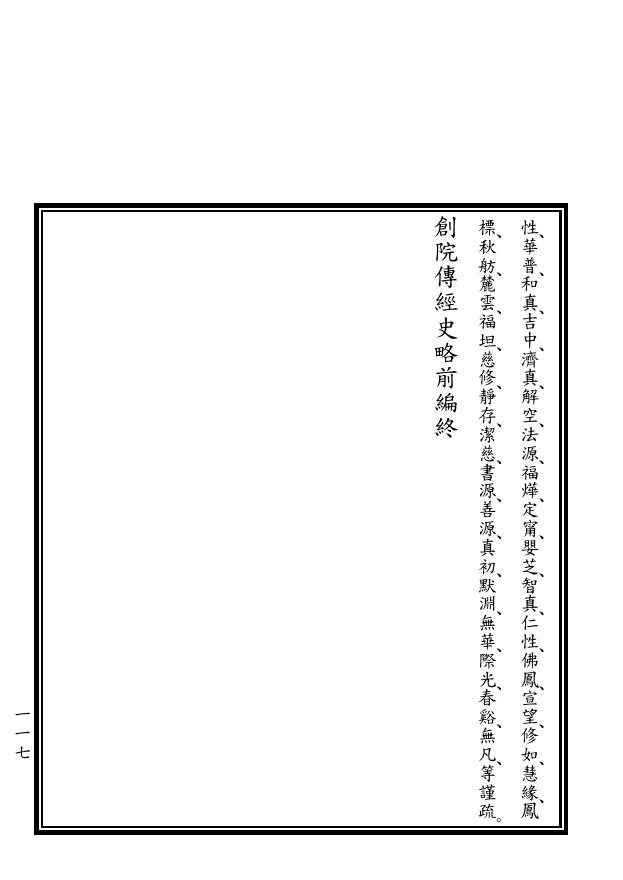 性、華普、和真、吉中、濟真、解空、法源、福燁、定甯、嬰芝、智真、仁性、佛鳳、宣望、修如、慧緣、鳳
標、秋舫、麓雲、福坦、慈修、靜存、潔慈、書源、善源、真初、默淵、無華、際光、春谿、無凡、等謹疏。
創院傳經史略前編終
一一七